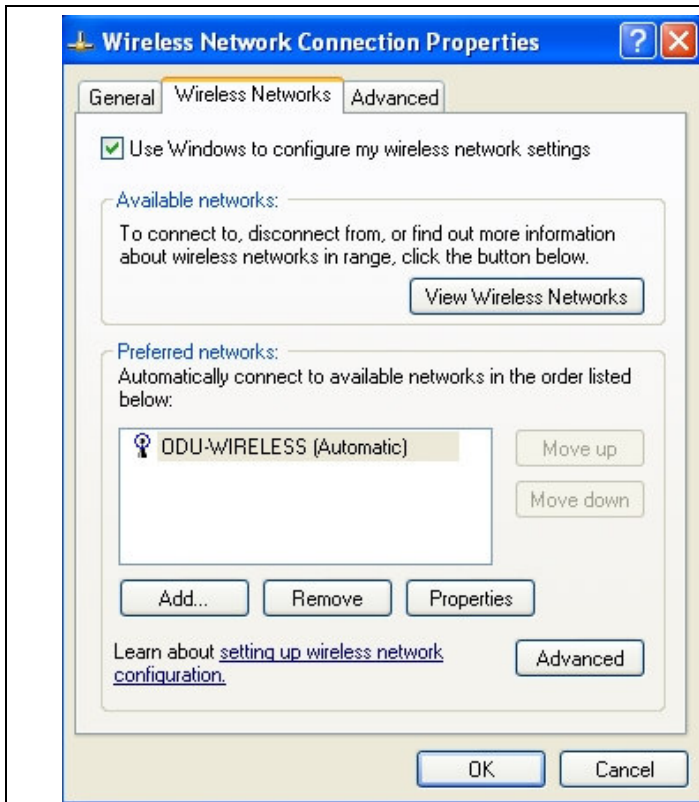 Wireless Network Connection Properties
General Wireless Networks Advanced
Use Windows to configure my wireless network settings
Available networks:
To connect to, disconnect from, or find out more information
about wireless networks in range, click the button below.
View Wireless Networks
Preferred networks:
Automatically connect to available networks in the order listed
below:
ODU-WIRELESS (Automatic)
Move up
Move down
Add... Remove Properties
Learn about setting up wireless network
configuration.
Advanced
OK Cancel